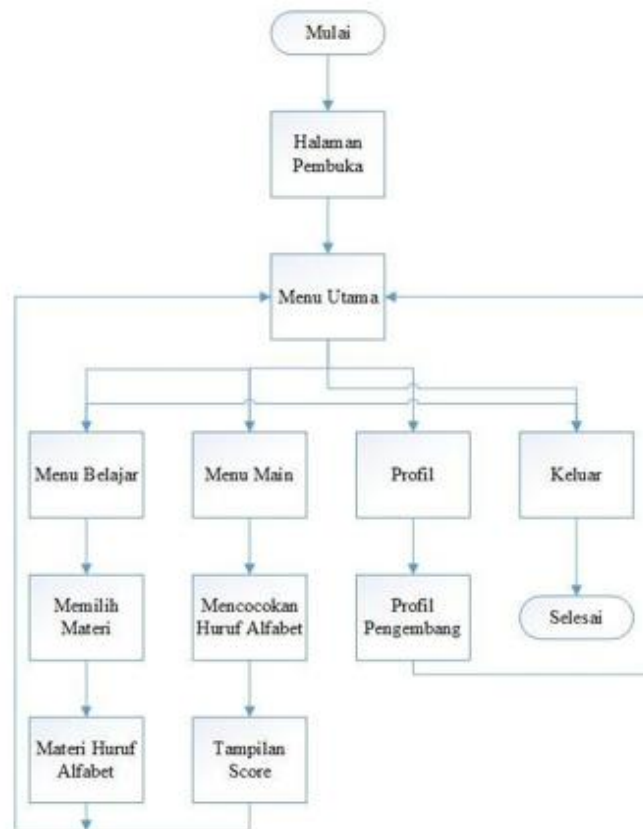 Mulai
Halaman
Pembuka
Menu Utama
Menu Belajar
Menu Main
Profil
Keluar
Memilih
Materi
Mencocokan
Huruf Alfabet
Profil
Pengembang
Selesai
Materi Huruf
Alfabet
Tampilan
Score